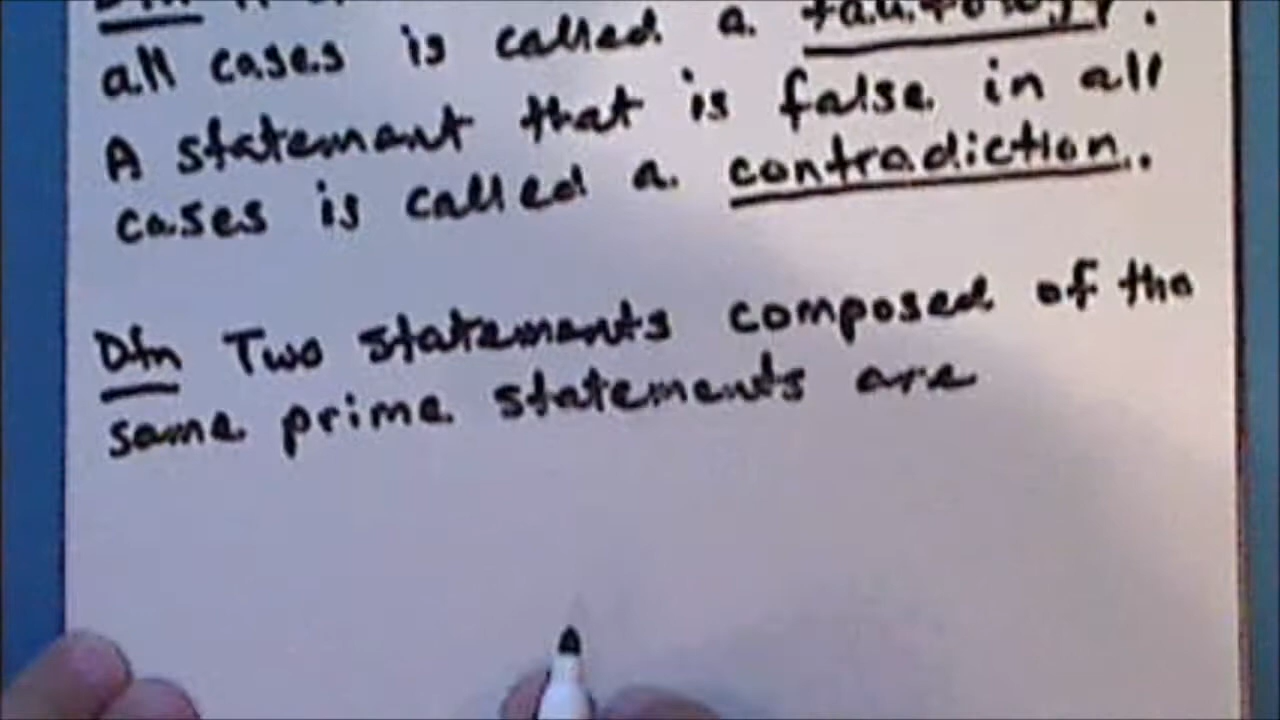 all cases is called a tautology.
A statement that is false in all
cases is called a contradiction.
Dfn Two statements composed of the
same prime statements are